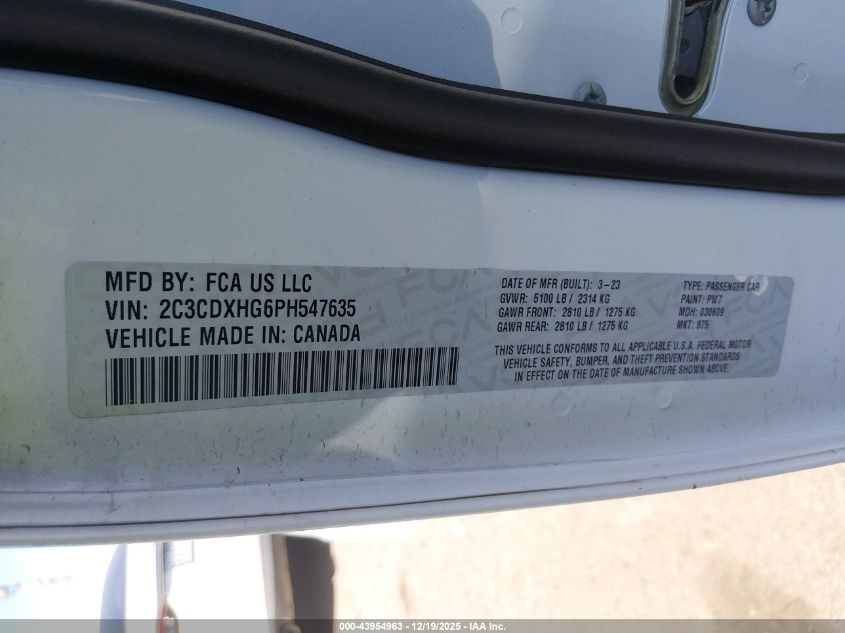 MFD BY: FCA US LLC
VIN: 2C3CDXHG6PH547635
VEHICLE MADE IN: CANADA
DATE OF MFR (BUILT): 3-23
GVWR: 5100 LB / 2314 KG
GAWR FRONT: 2810 LB / 1275 KG
GAWR REAR: 2810 LB / 1275 KG
TYPE: PASSENGER CAR
PAINT: PW7
MDH: 030609
MKT: 875
THIS VEHICLE CONFORMS TO ALL APPLICABLE U.S.A. FEDERAL MOTOR
VEHICLE SAFETY, BUMPER, AND THEFT PREVENTION STANDARDS
IN EFFECT ON THE DATE OF MANUFACTURE SHOWN ABOVE.
000-43954963 - 12/19/2025 - IAA Inc.